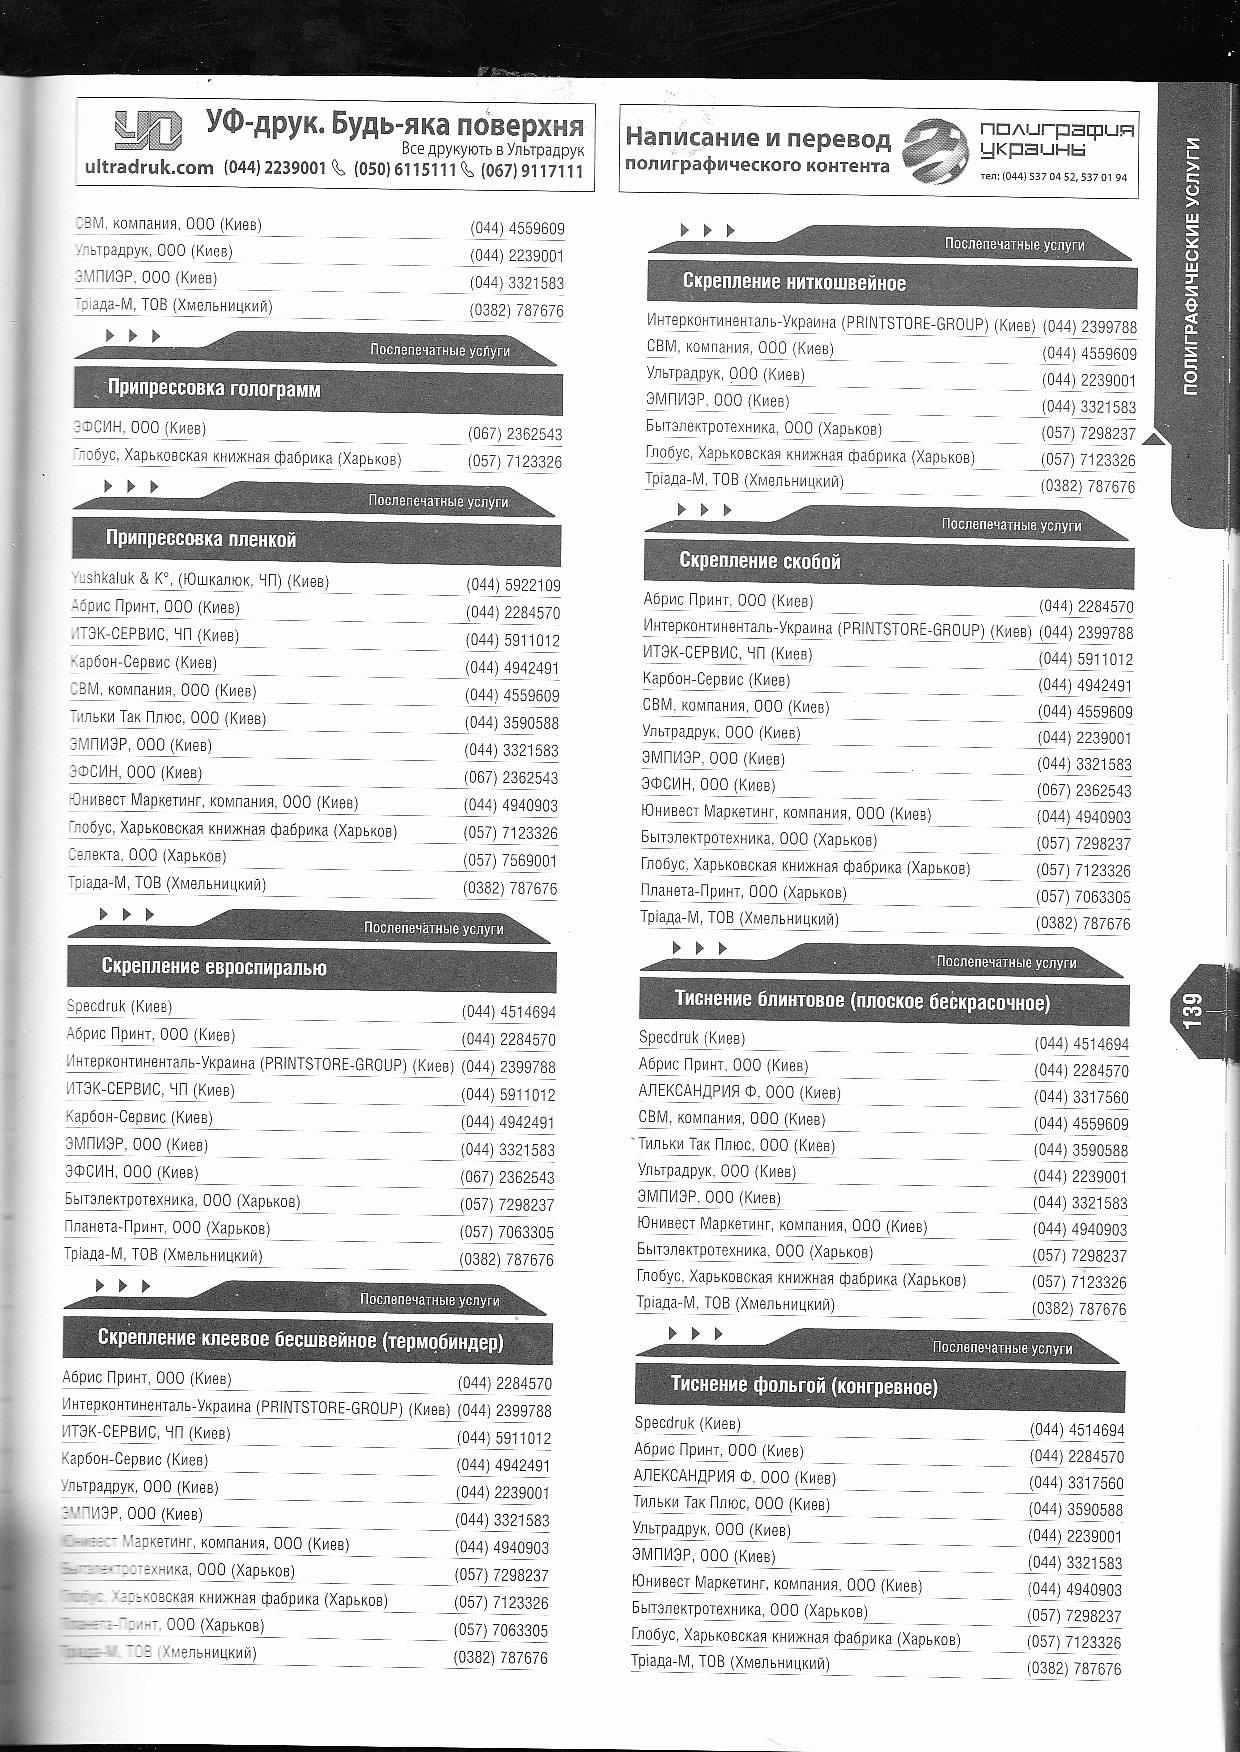 УФ-друк. Будь-яка поверхня
Все друкують в Ультрадрук
ultradruk.com (044) 2239001 (050) 6115111 (067) 9117111
СВМ, компания, ООО (Киев) (044) 4559609
Ультрадрук, ООО (Киев) (044) 2239001
ЭМПИЭР, ООО (Киев) (044) 3321583
Тріада-М, ТОВ (Хмельницкий) (0382) 787676
Послепечатные услуги
Припрессовка голограмм
ЭФСИН, ООО (Киев) (067) 2362543
Глобус, Харьковская книжная фабрика (Харьков) (057) 7123326
Послепечатные услуги
Припрессовка пленкой
Yushkaluk & K°, (Юшкалюк, ЧП) (Киев) (044) 5922109
Абрис Принт, ООО (Киев) (044) 2284570
ИТЭК-СЕРВИС, ЧП (Киев) (044) 5911012
Карбон-Сервис (Киев) (044) 4942491
СВМ, компания, ООО (Киев) (044) 4559609
Тильки Так Плюс, ООО (Киев) (044) 3590588
ЭМПИЭР, ООО (Киев) (044) 3321583
ЭФСИН, ООО (Киев) (067) 2362543
Юнивест Маркетинг, компания, ООО (Киев) (044) 4940903
Глобус, Харьковская книжная фабрика (Харьков) (057) 7123326
Селекта, ООО (Харьков) (057) 7569001
Тріада-М, ТОВ (Хмельницкий) (0382) 787676
Послепечатные услуги
Скрепление евроспиралью
Specdruk (Киев) (044) 4514694
Абрис Принт, ООО (Киев) (044) 2284570
Интерконтиненталь-Украина (PRINTSTORE-GROUP) (Киев) (044) 2399788
ИТЭК-СЕРВИС, ЧП (Киев) (044) 5911012
Карбон-Сервис (Киев) (044) 4942491
ЭМПИЭР, ООО (Киев) (044) 3321583
ЭФСИН, ООО (Киев) (067) 2362543
Бытэлектротехника, ООО (Харьков) (057) 7298237
Планета-Принт, ООО (Харьков) (057) 7063305
Тріада-М, ТОВ (Хмельницкий) (0382) 787676
Послепечатные услуги
Скрепление клеевое бесшвейное (термобиндер)
Абрис Принт, ООО (Киев) (044) 2284570
Интерконтиненталь-Украина (PRINTSTORE-GROUP) (Киев) (044) 2399788
ИТЭК-СЕРВИС, ЧП (Киев) (044) 5911012
Карбон-Сервис (Киев) (044) 4942491
Ультрадрук, ООО (Киев) (044) 2239001
ЭМПИЭР, ООО (Киев) (044) 3321583
Юнивест Маркетинг, компания, ООО (Киев) (044) 4940903
Бытэлектротехника, ООО (Харьков) (057) 7298237
Глобус, Харьковская книжная фабрика (Харьков) (057) 7123326
Планета-Принт, ООО (Харьков) (057) 7063305
Тріада-М, ТОВ (Хмельницкий) (0382) 787676
Написание и перевод
полиграфического контента
полиграфия
украины
тел: (044) 537 04 52, 537 01 94
Послепечатные услуги
Скрепление ниткошвейное
Интерконтиненталь-Украина (PRINTSTORE-GROUP) (Киев) (044) 2399788
СВМ, компания, ООО (Киев) (044) 4559609
Ультрадрук, ООО (Киев) (044) 2239001
ЭМПИЭР, ООО (Киев) (044) 3321583
Бытэлектротехника, ООО (Харьков) (057) 7298237
Глобус, Харьковская книжная фабрика (Харьков) (057) 7123326
Тріада-М, ТОВ (Хмельницкий) (0382) 787676
Послепечатные услуги
Скрепление скобой
Абрис Принт, ООО (Киев) (044) 2284570
Интерконтиненталь-Украина (PRINTSTORE-GROUP) (Киев) (044) 2399788
ИТЭК-СЕРВИС, ЧП (Киев) (044) 5911012
Карбон-Сервис (Киев) (044) 4942491
СВМ, компания, ООО (Киев) (044) 4559609
Ультрадрук, ООО (Киев) (044) 2239001
ЭМПИЭР, ООО (Киев) (044) 3321583
ЭФСИН, ООО (Киев) (067) 2362543
Юнивест Маркетинг, компания, ООО (Киев) (044) 4940903
Бытэлектротехника, ООО (Харьков) (057) 7298237
Глобус, Харьковская книжная фабрика (Харьков) (057) 7123326
Планета-Принт, ООО (Харьков) (057) 7063305
Тріада-М, ТОВ (Хмельницкий) (0382) 787676
Послепечатные услуги
Тиснение блинтовое (плоское бескрасочное)
Specdruk (Киев) (044) 4514694
Абрис Принт, ООО (Киев) (044) 2284570
АЛЕКСАНДРИЯ Ф, ООО (Киев) (044) 3317560
СВМ, компания, ООО (Киев) (044) 4559609
Тильки Так Плюс, ООО (Киев) (044) 3590588
Ультрадрук, ООО (Киев) (044) 2239001
ЭМПИЭР, ООО (Киев) (044) 3321583
Юнивест Маркетинг, компания, ООО (Киев) (044) 4940903
Бытэлектротехника, ООО (Харьков) (057) 7298237
Глобус, Харьковская книжная фабрика (Харьков) (057) 7123326
Тріада-М, ТОВ (Хмельницкий) (0382) 787676
Послепечатные услуги
Тиснение фольгой (конгревное)
Specdruk (Киев) (044) 4514694
Абрис Принт, ООО (Киев) (044) 2284570
АЛЕКСАНДРИЯ Ф, ООО (Киев) (044) 3317560
Тильки Так Плюс, ООО (Киев) (044) 3590588
Ультрадрук, ООО (Киев) (044) 2239001
ЭМПИЭР, ООО (Киев) (044) 3321583
Юнивест Маркетинг, компания, ООО (Киев) (044) 4940903
Бытэлектротехника, ООО (Харьков) (057) 7298237
Глобус, Харьковская книжная фабрика (Харьков) (057) 7123326
Тріада-М, ТОВ (Хмельницкий) (0382) 787676
ПОЛИГРАФИЧЕСКИЕ УСЛУГИ
139